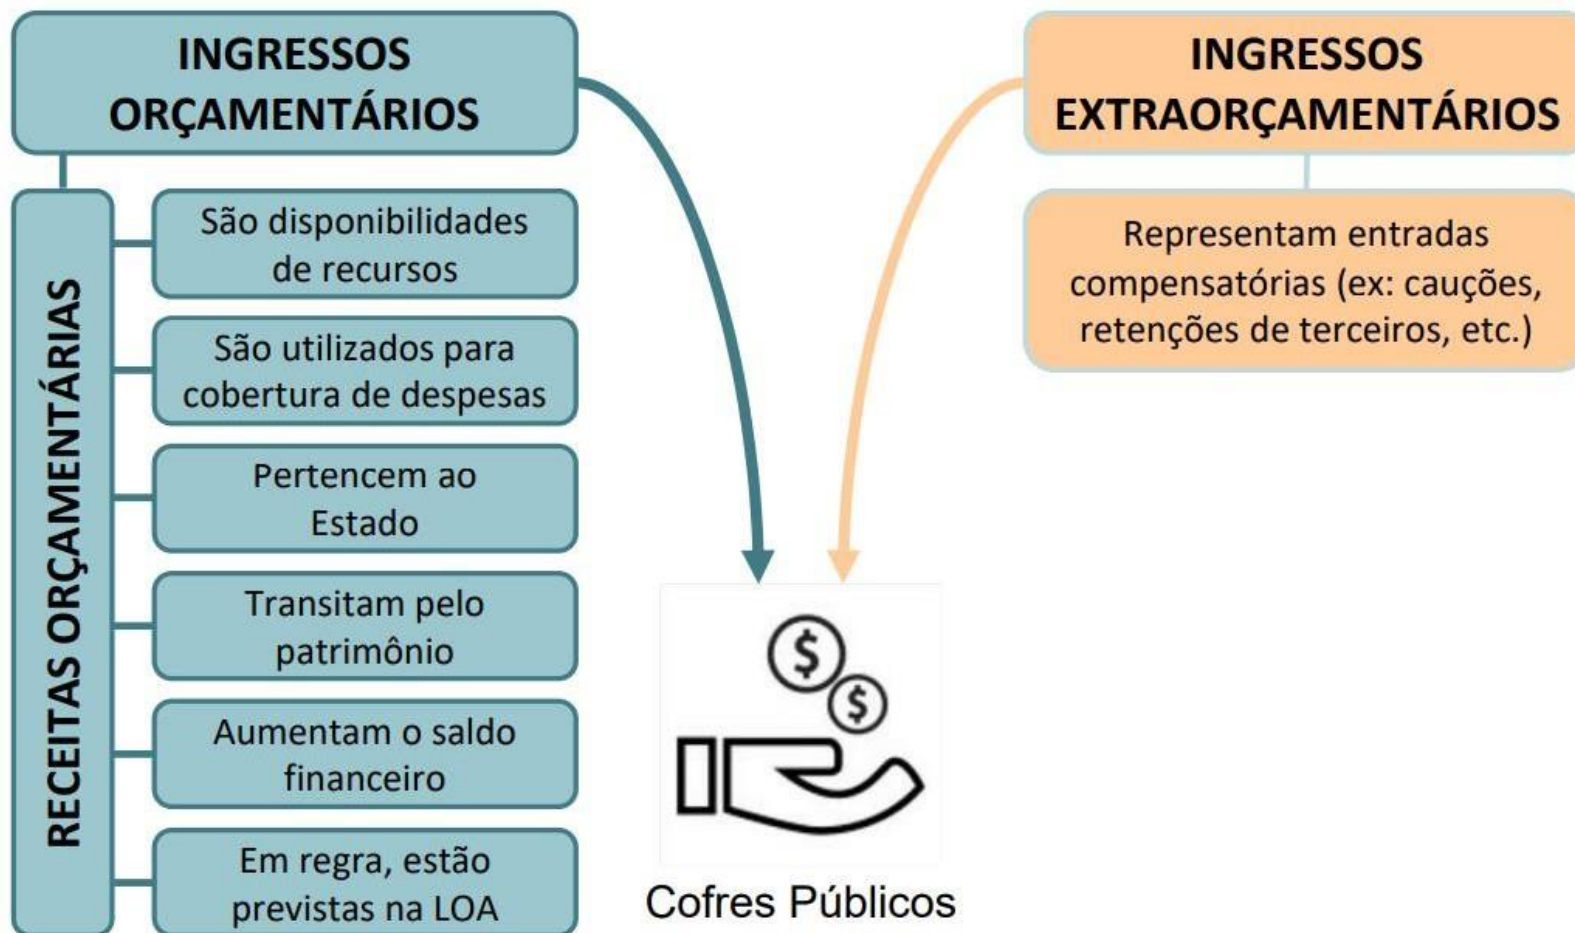 INGRESSOS
ORÇAMENTÁRIOS
RECEITAS ORÇAMENTÁRIAS
São disponibilidades
de recursos
São utilizados para
cobertura de despesas
Pertencem ao
Estado
Transitam pelo
patrimônio
Aumentam o saldo
financeiro
Em regra, estão
previstas na LOA
INGRESSOS
EXTRAORÇAMENTÁRIOS
Representam entradas
compensatórias (ex: cauções,
retenções de terceiros, etc.)
$
$
Cofres Públicos